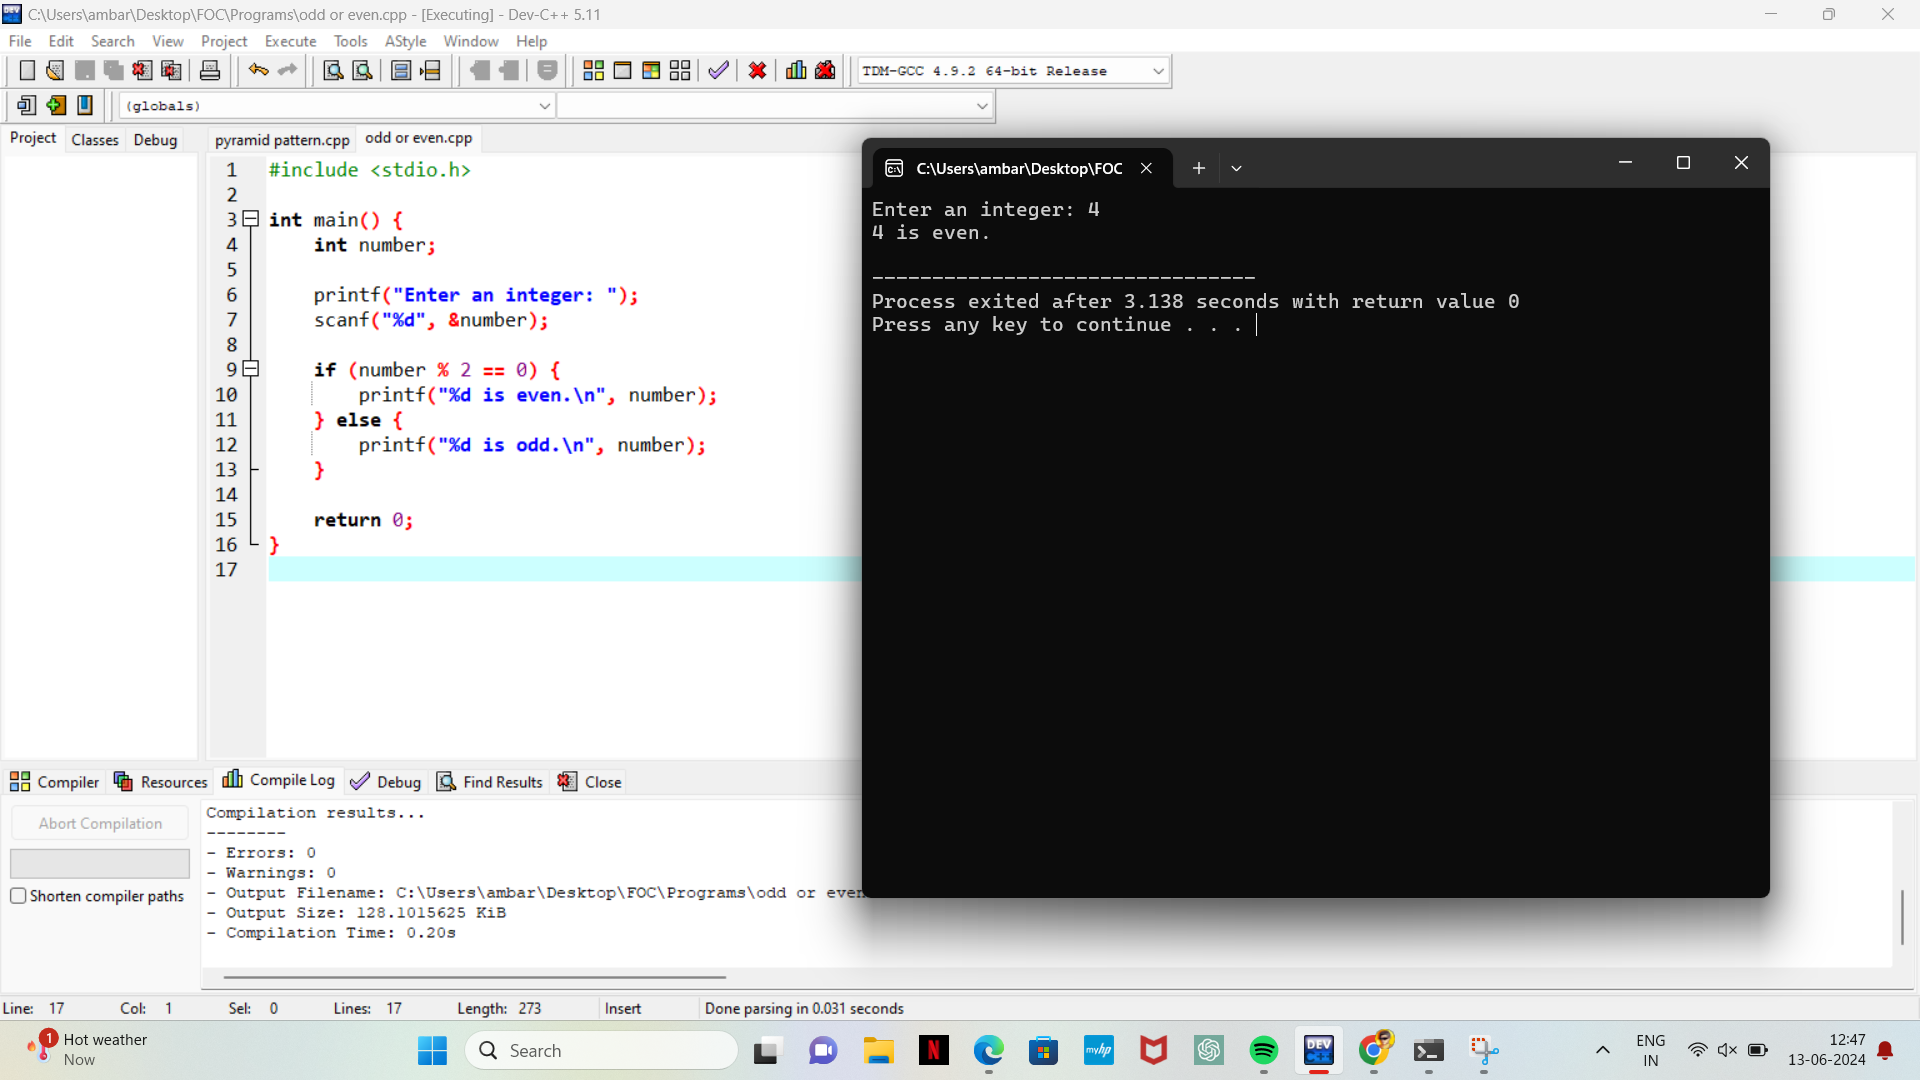 C:\Users\ambar\Desktop\FOC\Programs\odd or even.cpp - [Executing] - Dev-C++ 5.11
File Edit Search View Project Execute Tools AStyle Window Help
TDM-GCC 4.9.2 64-bit Release
(globals)
Project Classes Debug
pyramid pattern.cpp odd or even.cpp
1 #include <stdio.h>
2
3 int main() {
4     int number;
5
6     printf("Enter an integer: ");
7     scanf("%d", &number);
8
9     if (number % 2 == 0) {
10         printf("%d is even.\n", number);
11     } else {
12         printf("%d is odd.\n", number);
13     }
14
15     return 0;
16 }
17
C:\Users\ambar\Desktop\FOC
Enter an integer: 4
4 is even.
--------------------------------
Process exited after 3.138 seconds with return value 0
Press any key to continue . . .
Compiler Resources Compile Log Debug Find Results Close
Abort Compilation
Shorten compiler paths
Compilation results...
--------
- Errors: 0
- Warnings: 0
- Output Filename: C:\Users\ambar\Desktop\FOC\Programs\odd or even
- Output Size: 128.1015625 KiB
- Compilation Time: 0.20s
Line: 17 Col: 1 Sel: 0 Lines: 17 Length: 273 Insert Done parsing in 0.031 seconds
1
Hot weather
Now
Search
N
myhp
DEV
C++
ENG
IN
12:47
13-06-2024